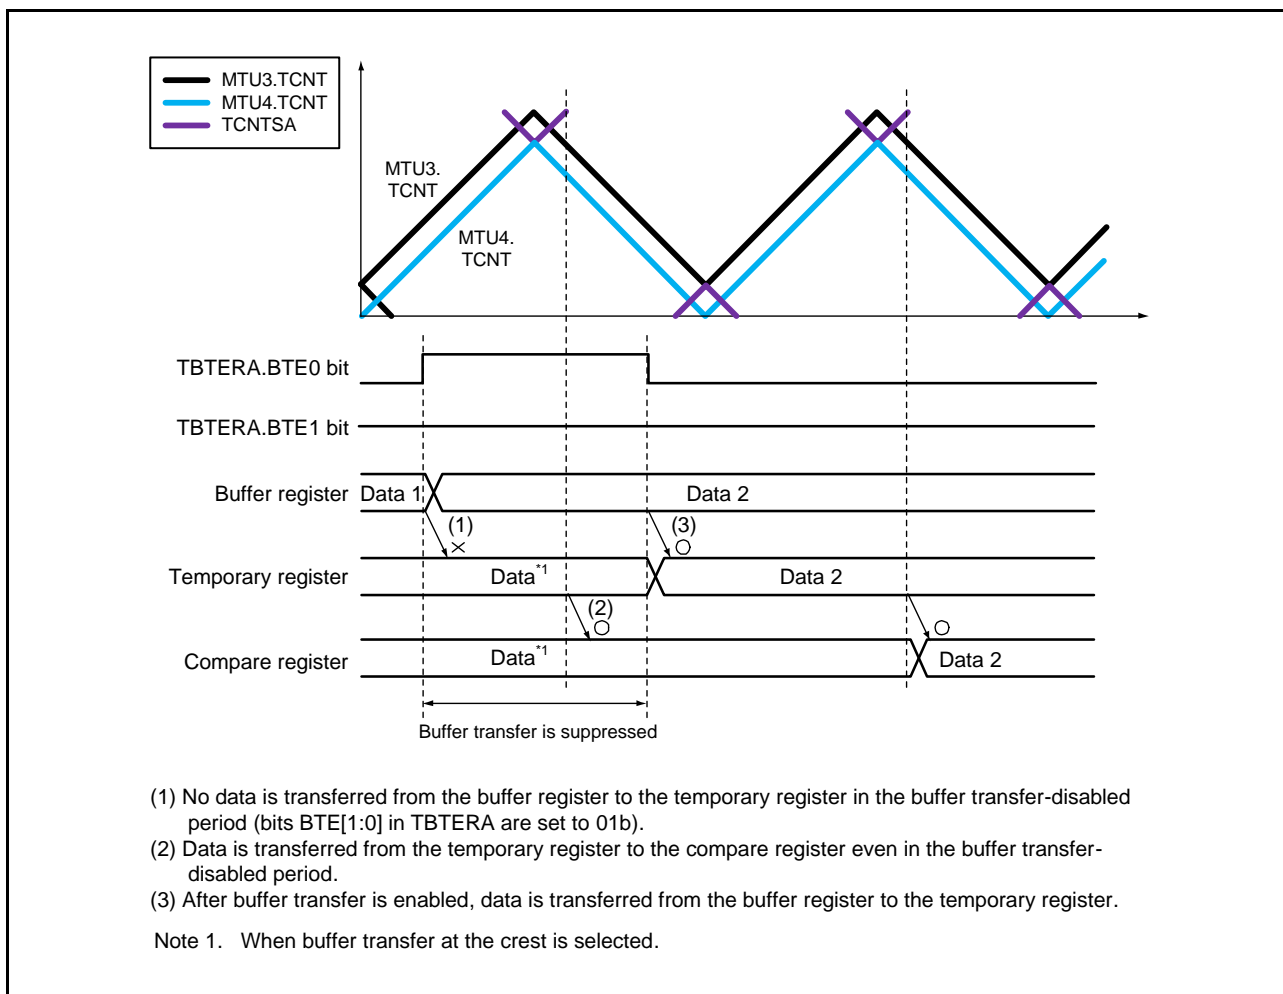 MTU3.TCNT
MTU4.TCNT
TCNTSA
MTU3.
TCNT
MTU4.
TCNT
TBTERA.BTE0 bit
TBTERA.BTE1 bit
Buffer register
Data 1
Data 2
(1)
(3)
Temporary register
Data*1
Data 2
(2)
Compare register
Data*1
Data 2
Buffer transfer is suppressed
(1) No data is transferred from the buffer register to the temporary register in the buffer transfer-disabled
period (bits BTE[1:0] in TBTERA are set to 01b).
(2) Data is transferred from the temporary register to the compare register even in the buffer transfer-
disabled period.
(3) After buffer transfer is enabled, data is transferred from the buffer register to the temporary register.
Note 1. When buffer transfer at the crest is selected.